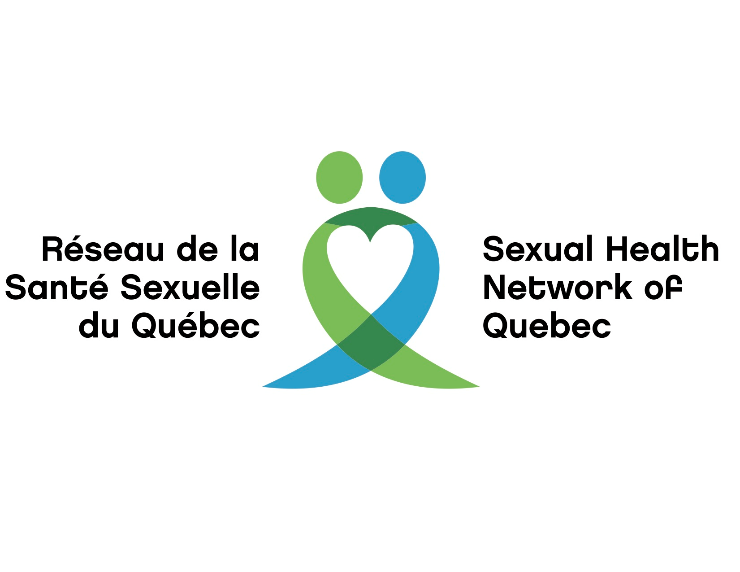 Réseau de la
Santé Sexuelle
du Québec
Sexual Health
Network of
Quebec